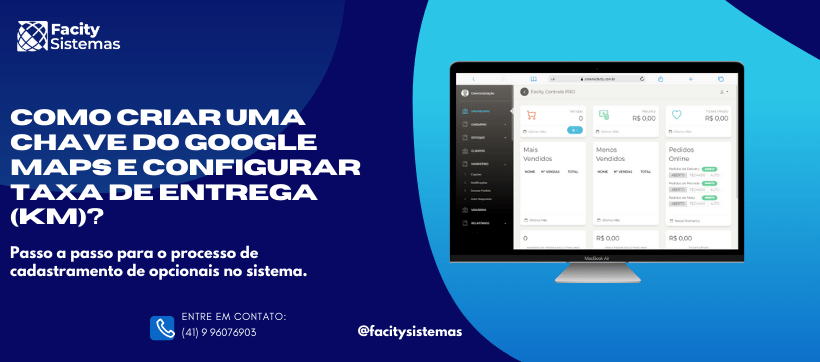 Facity
Sistemas
COMO CRIAR UMA
CHAVE DO GOOGLE
MAPS E CONFIGURAR
TAXA DE ENTREGA
(KM)?
Passo a passo para o processo de
cadastramento de opcionais no sistema.
ENTRE EM CONTATO:
(41) 9 96076903
@facitysistemas
Facity Controle PRO
0
R$ 0,00
R$ 0,00
Mais
Vendidos
NOME Nº VENDAS TOTAL
Menos
Vendidos
NOME Nº VENDAS TOTAL
Pedidos
Online
0
R$ 0,00
R$ 0,00
MacBook Air